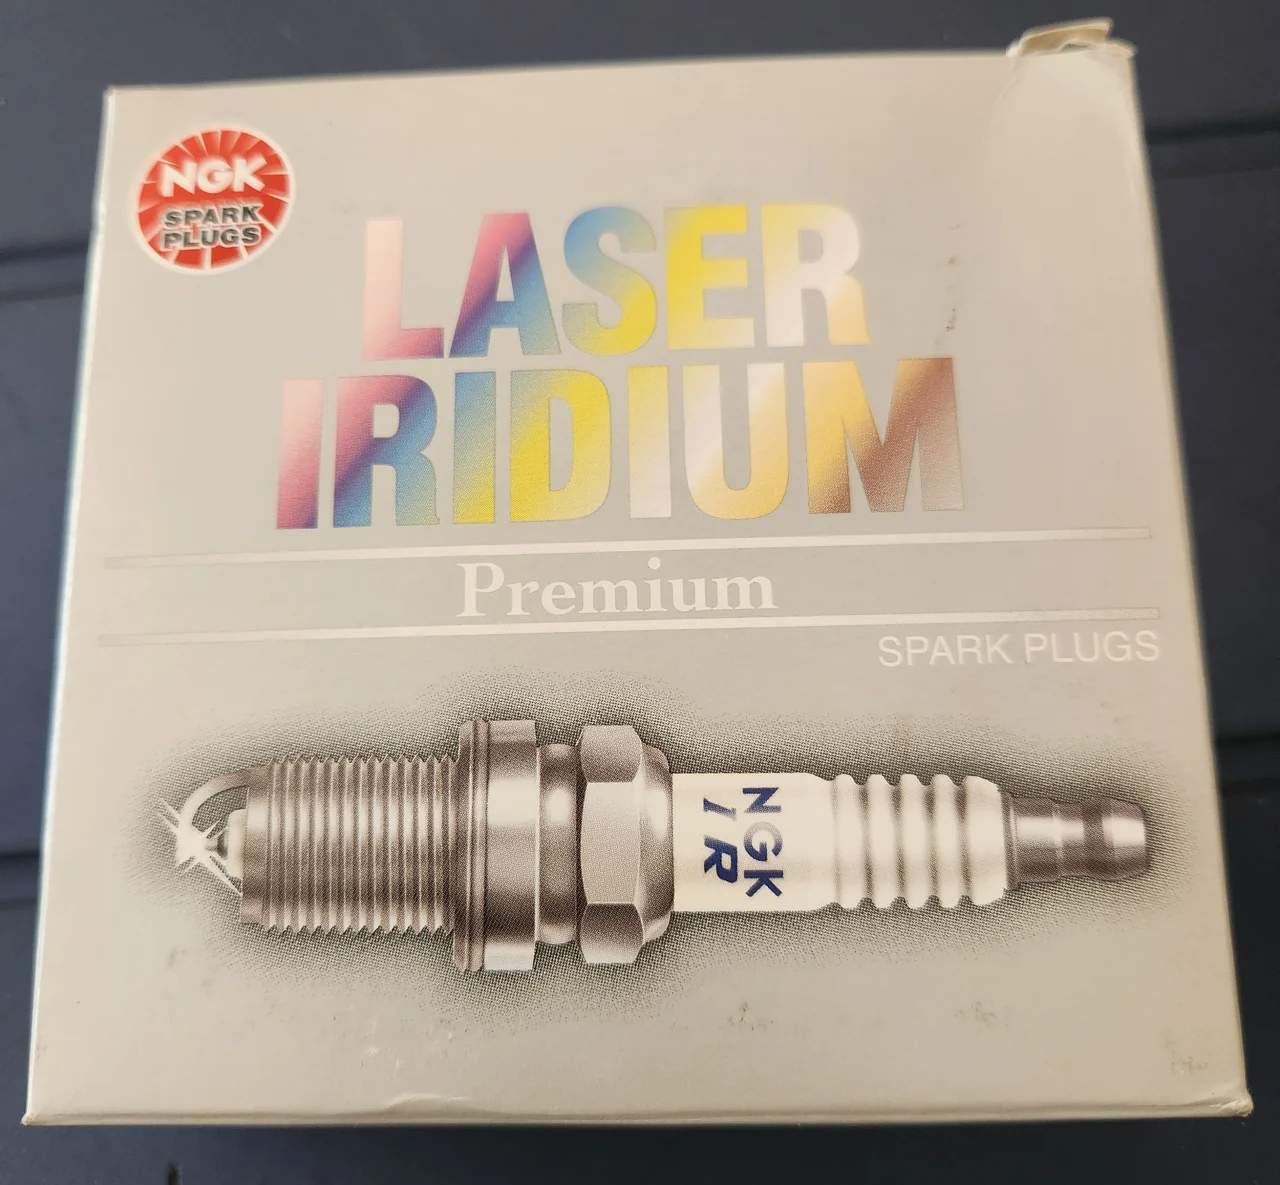 NGK
SPARK
PLUGS
LASER
IRIDIUM
Premium
SPARK PLUGS
NGK
IR